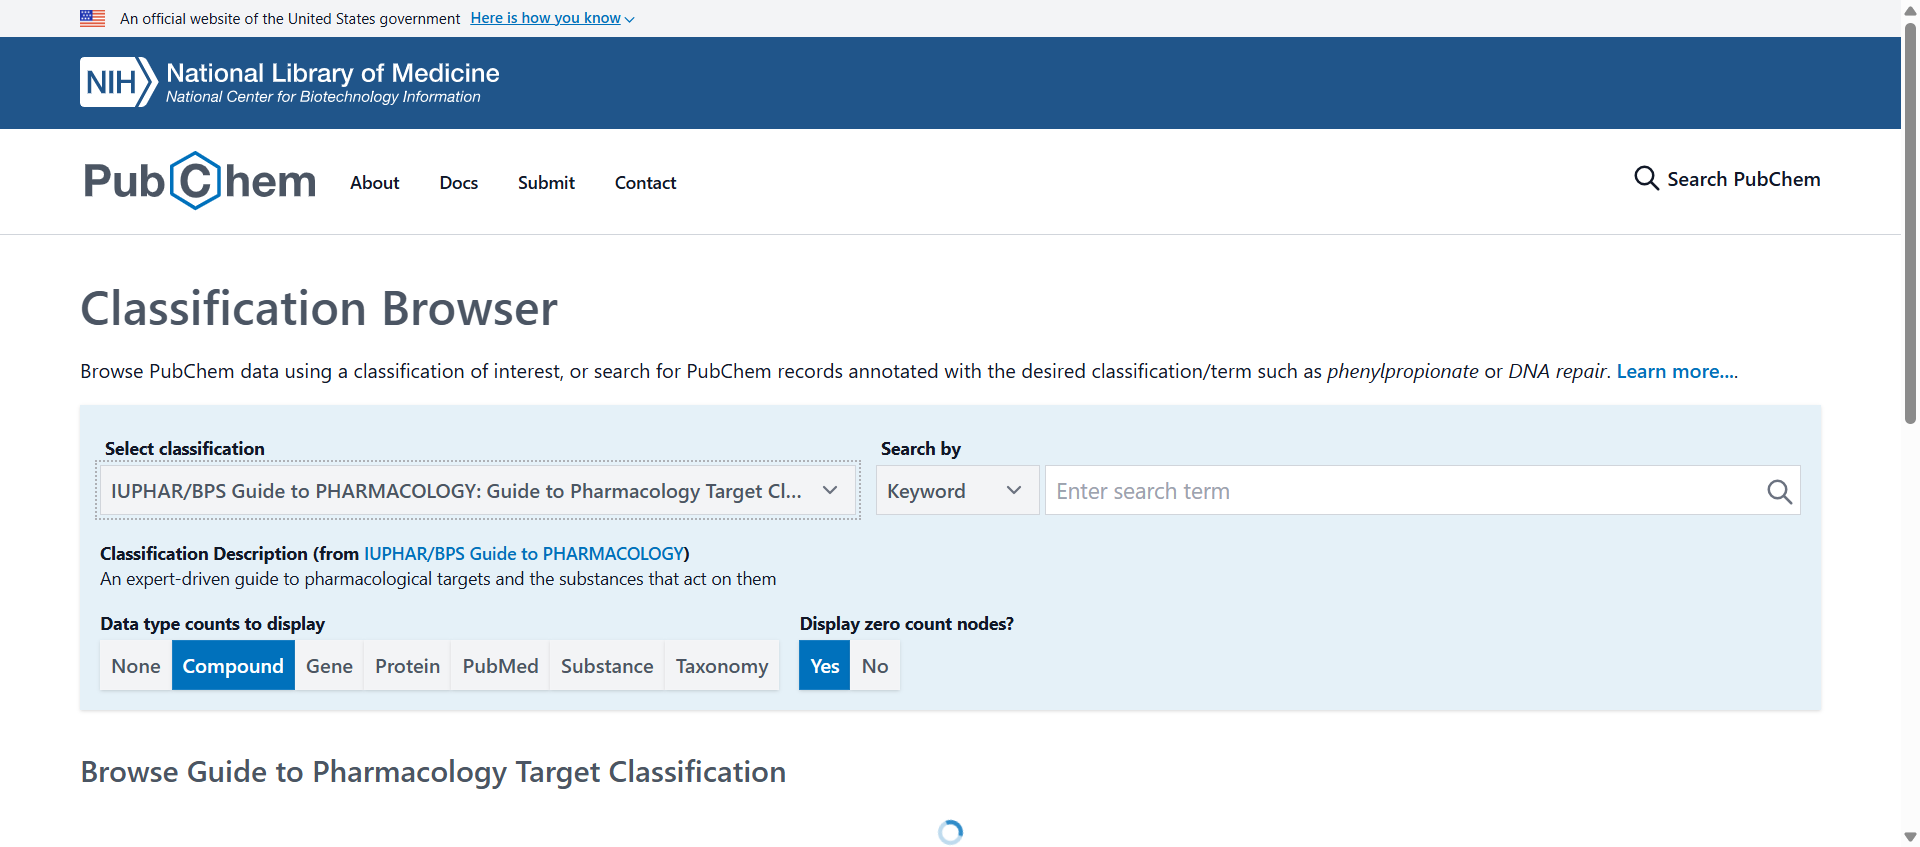 An official website of the United States government Here is how you know
NIH National Library of Medicine
National Center for Biotechnology Information
PubChem About Docs Submit Contact Search PubChem
Classification Browser
Browse PubChem data using a classification of interest, or search for PubChem records annotated with the desired classification/term such as phenylpropionate or DNA repair. Learn more....
Select classification Search by
IUPHAR/BPS Guide to PHARMACOLOGY: Guide to Pharmacology Target Cl... Keyword Enter search term
Classification Description (from IUPHAR/BPS Guide to PHARMACOLOGY)
An expert-driven guide to pharmacological targets and the substances that act on them
Data type counts to display Display zero count nodes?
None Compound Gene Protein PubMed Substance Taxonomy Yes No
Browse Guide to Pharmacology Target Classification